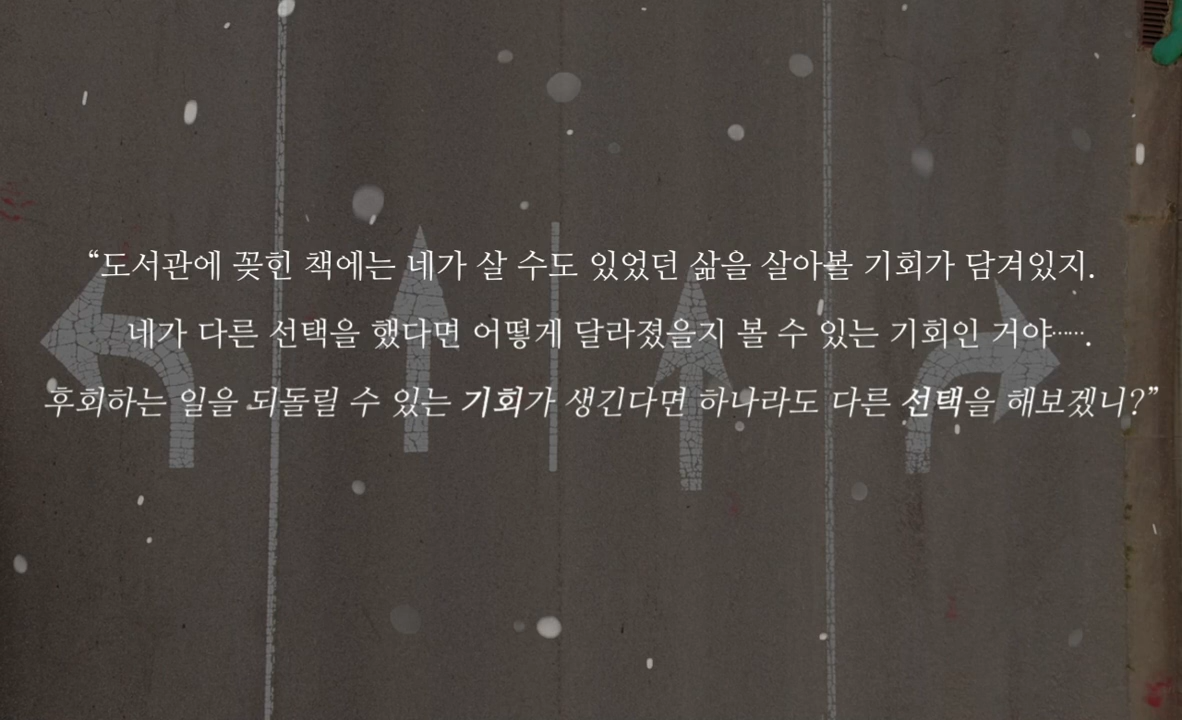 “도서관에 꽂힌 책에는 네가 살 수도 있었던 삶을 살아볼 기회가 담겨있지.
네가 다른 선택을 했다면 어떻게 달라졌을지 볼 수 있는 기회인 거야…….
후회하는 일을 되돌릴 수 있는 기회가 생긴다면 하나라도 다른 선택을 해보겠니?”